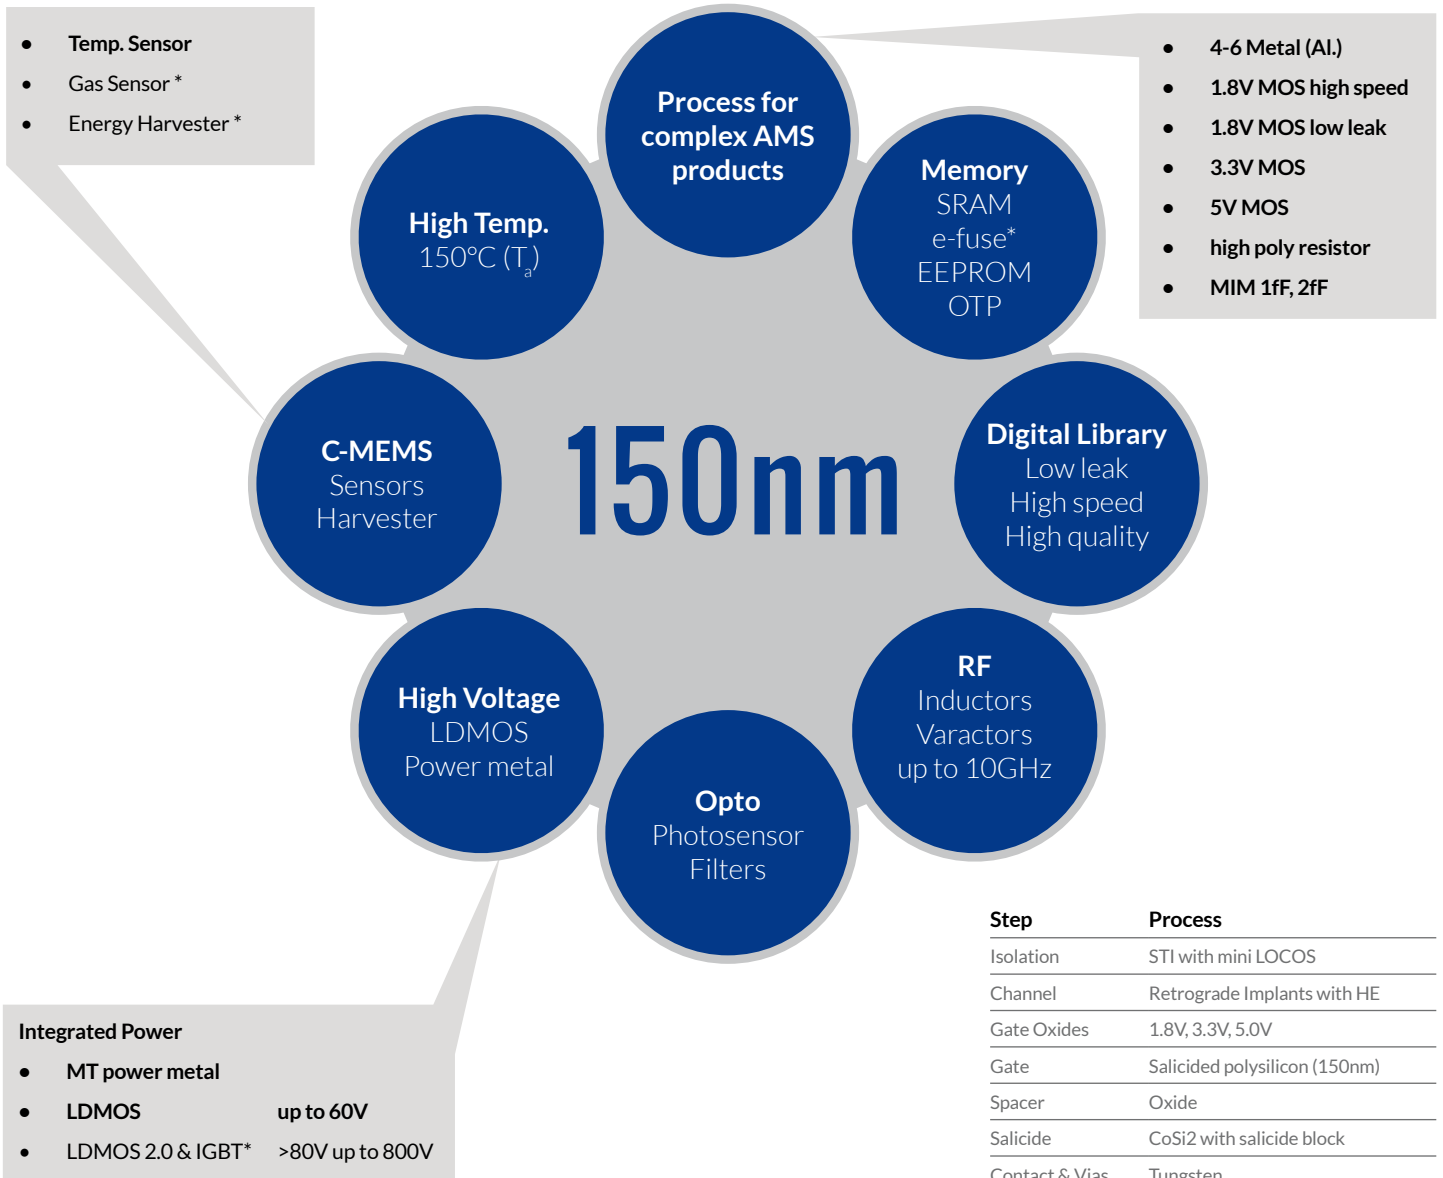 • Temp. Sensor
• Gas Sensor *
• Energy Harvester *
Process for
complex AMS
products
• 4-6 Metal (Al.)
• 1.8V MOS high speed
• 1.8V MOS low leak
• 3.3V MOS
• 5V MOS
• high poly resistor
• MIM 1fF, 2fF
High Temp.
150°C (Ta)
Memory
SRAM
e-fuse*
EEPROM
OTP
C-MEMS
Sensors
Harvester
150nm
Digital Library
Low leak
High speed
High quality
High Voltage
LDMOS
Power metal
Opto
Photosensor
Filters
RF
Inductors
Varactors
up to 10GHz
Integrated Power
• MT power metal
• LDMOS up to 60V
• LDMOS 2.0 & IGBT* >80V up to 800V
Step Process
Isolation STI with mini LOCOS
Channel Retrograde Implants with HE
Gate Oxides 1.8V, 3.3V, 5.0V
Gate Salicided polysilicon (150nm)
Spacer Oxide
Salicide CoSi2 with salicide block
Contact & Vias Tungsten